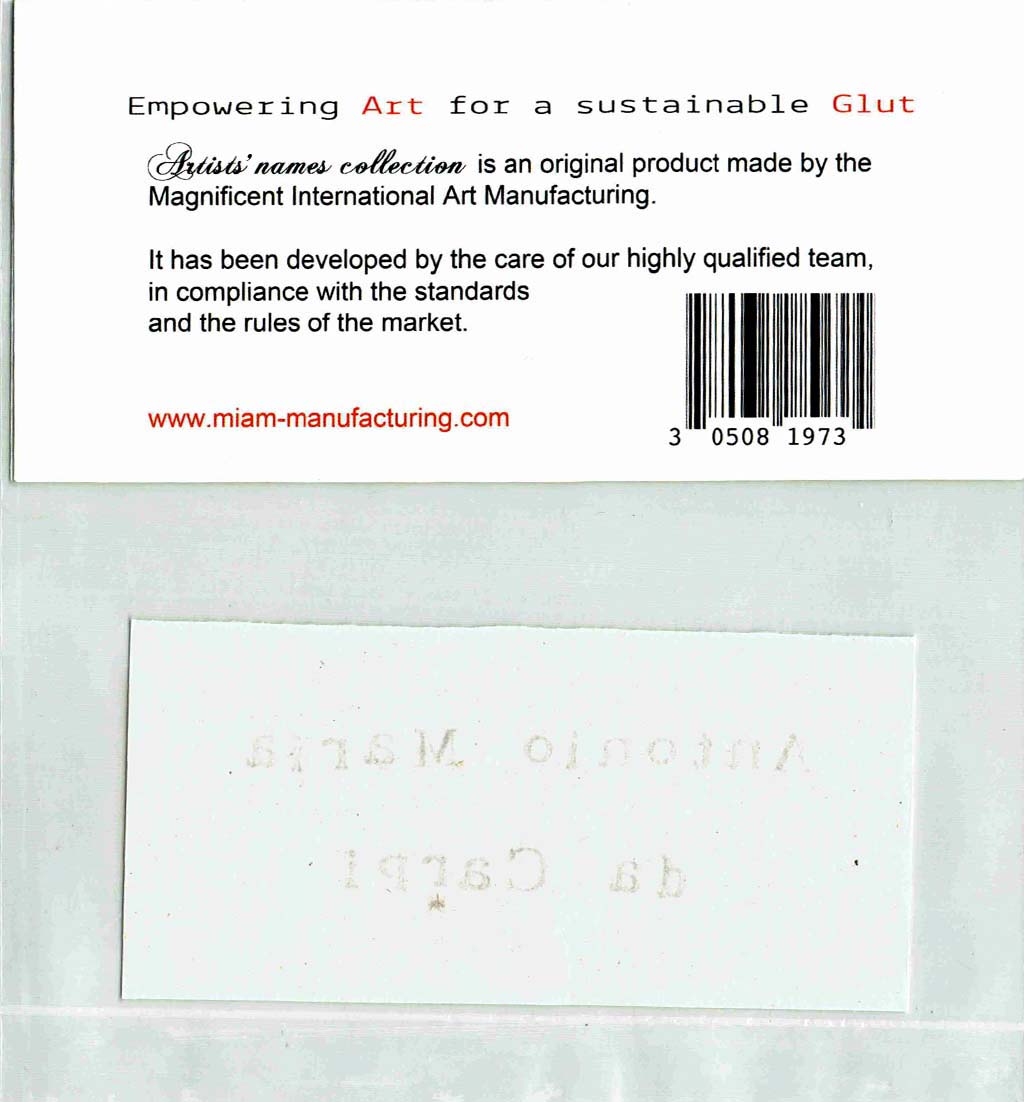 Empowering Art for a sustainable Glut
Artists' names collection is an original product made by the
Magnificent International Art Manufacturing.
It has been developed by the care of our highly qualified team,
in compliance with the standards
and the rules of the market.
www.miam-manufacturing.com
3 0508 1973
Antonio Maria
da Carpi